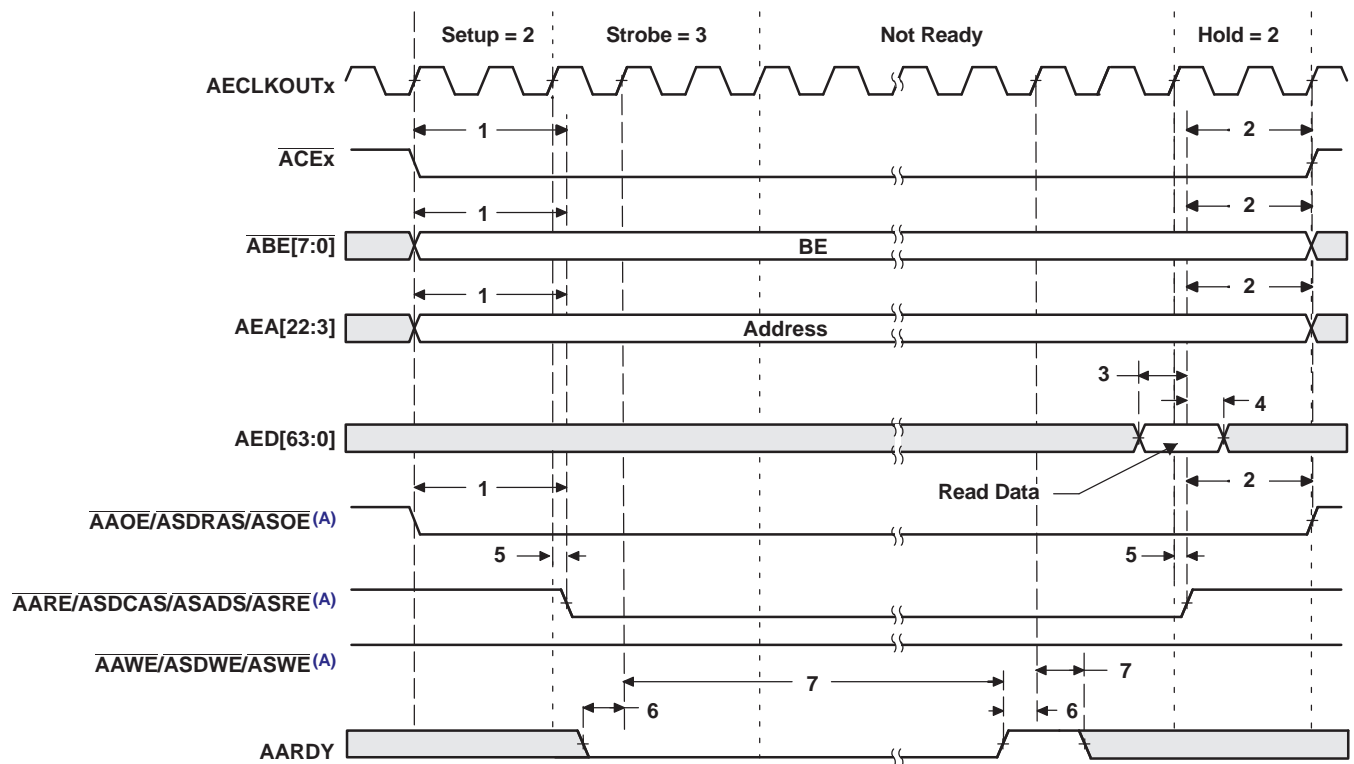 Setup = 2 Strobe = 3 Not Ready Hold = 2
AECLKOUTx
1 2
ACEx
1 2
ABE[7:0] BE
1 2
AEA[22:3] Address
3
4
AED[63:0]
1 Read Data 2
AAOE/ASDRAS/ASOE (A)
5 5
AARE/ASDCAS/ASADS/ASRE (A)
AAWE/ASDWE/ASWE (A)
7 7
6 6
AARDY